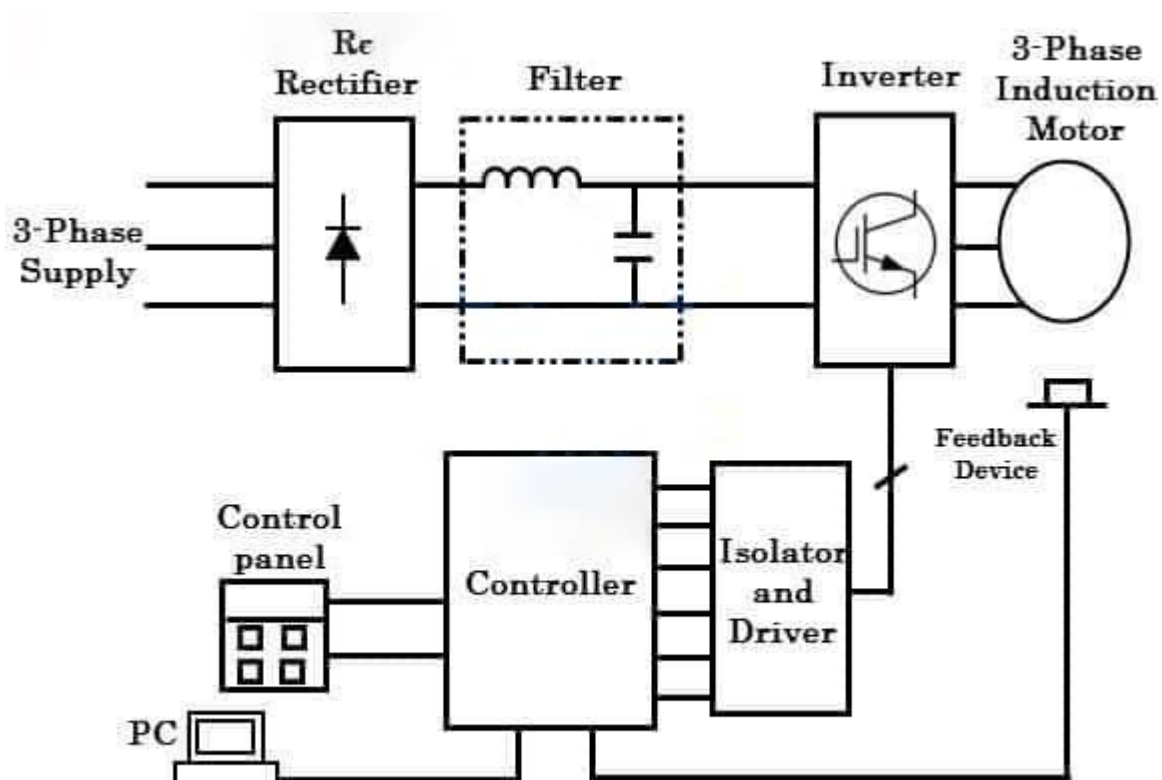 Re
Rectifier
Filter
Inverter
3-Phase
Induction
Motor
3-Phase
Supply
Feedback
Device
Control
panel
Controller
Isolator
and
Driver
PC